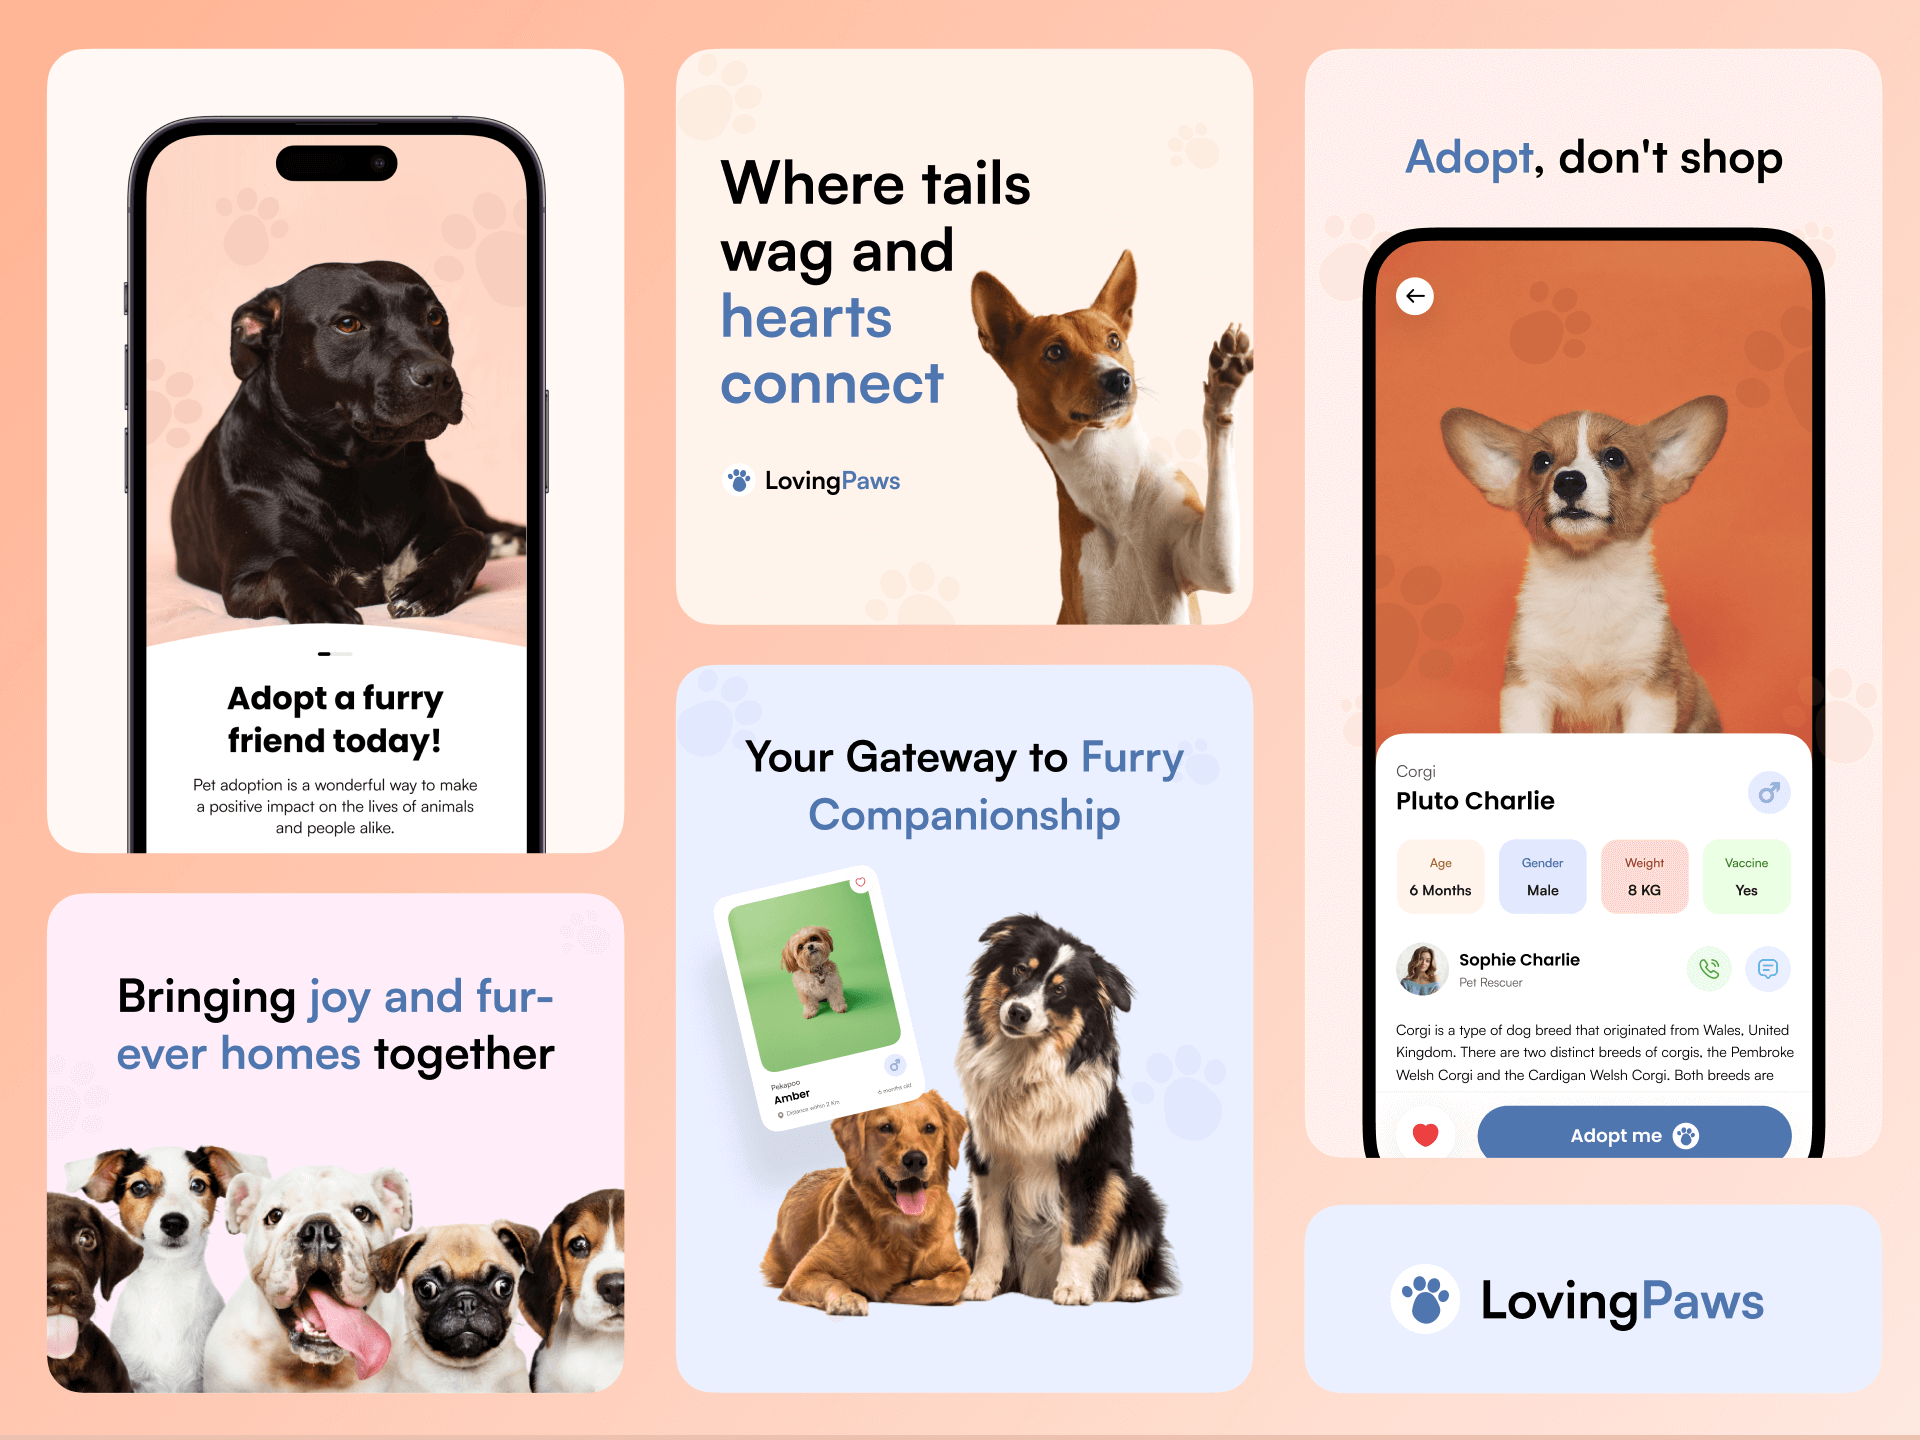 Adopt a furry
friend today!
Pet adoption is a wonderful way to make
a positive impact on the lives of animals
and people alike.
Bringing joy and fur-
ever homes together
Where tails
wag and
hearts
connect
LovingPaws
Your Gateway to Furry
Companionship
Pekapoo
Amber
6 months old
Distance within 2 Km
Adopt, don't shop
Corgi
Pluto Charlie
Age
6 Months
Gender
Male
Weight
8 KG
Vaccine
Yes
Sophie Charlie
Pet Rescuer
Corgi is a type of dog breed that originated from Wales, United
Kingdom. There are two distinct breeds of corgis, the Pembroke
Welsh Corgi and the Cardigan Welsh Corgi. Both breeds are
Adopt me
LovingPaws